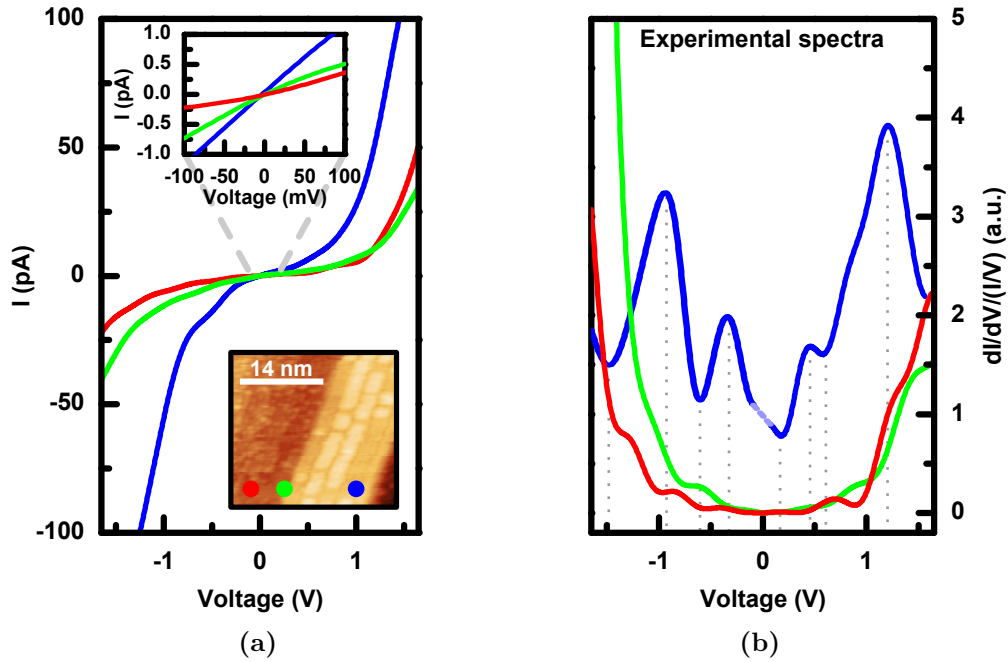 100
50
0
-50
-100
I (pA)
-1
0
1
Voltage (V)
1.0
0.5
0.0
-0.5
-1.0
I (pA)
-100
-50
0
50
100
Voltage (mV)
14 nm
(a)
Experimental spectra
5
4
3
2
1
0
dI/dV/(I/V) (a.u.)
-1
0
1
Voltage (V)
(b)